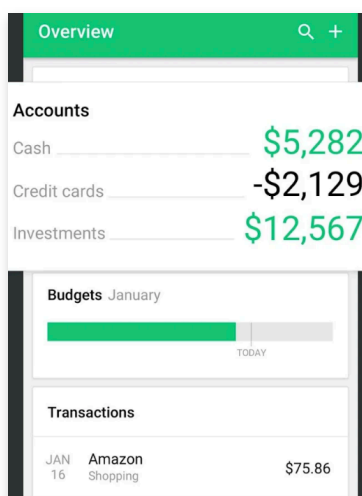 Overview
Accounts
Cash $5,282
Credit cards -$2,129
Investments $12,567
Budgets January
TODAY
Transactions
JAN Amazon
16 Shopping $75.86